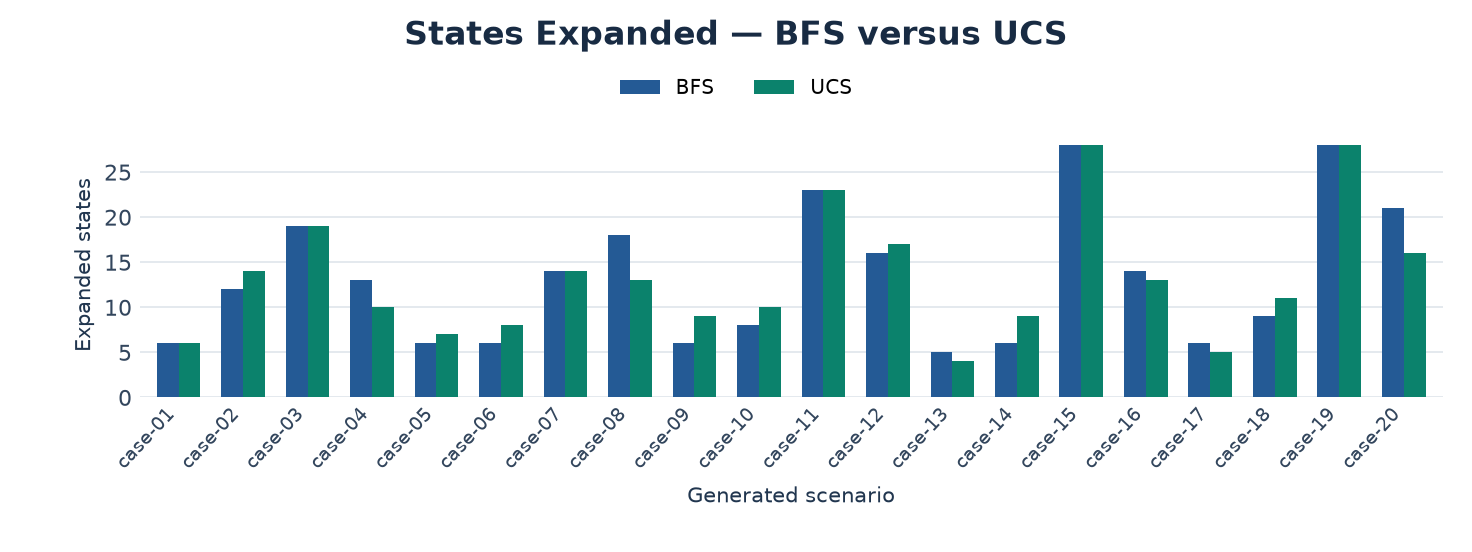 States Expanded — BFS versus UCS
BFS
UCS
Expanded states
25
20
15
10
5
0
case-01
case-02
case-03
case-04
case-05
case-06
case-07
case-08
case-09
case-10
case-11
case-12
case-13
case-14
case-15
case-16
case-17
case-18
case-19
case-20
Generated scenario